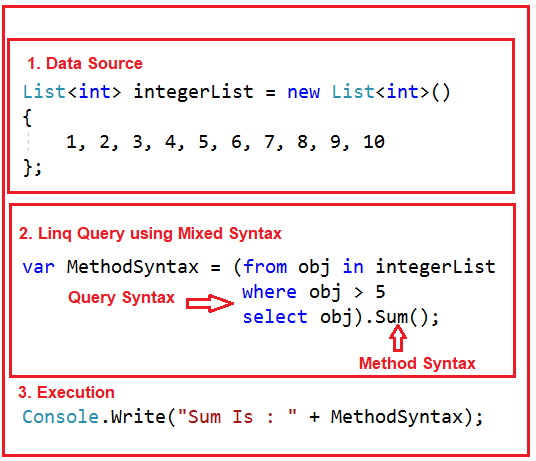 1. Data Source
List<int> integerList = new List<int>()
{
1, 2, 3, 4, 5, 6, 7, 8, 9, 10
};
2. Linq Query using Mixed Syntax
var MethodSyntax = (from obj in integerList
Query Syntax
where obj > 5
select obj).Sum();
Method Syntax
3. Execution
Console.Write("Sum Is : " + MethodSyntax);